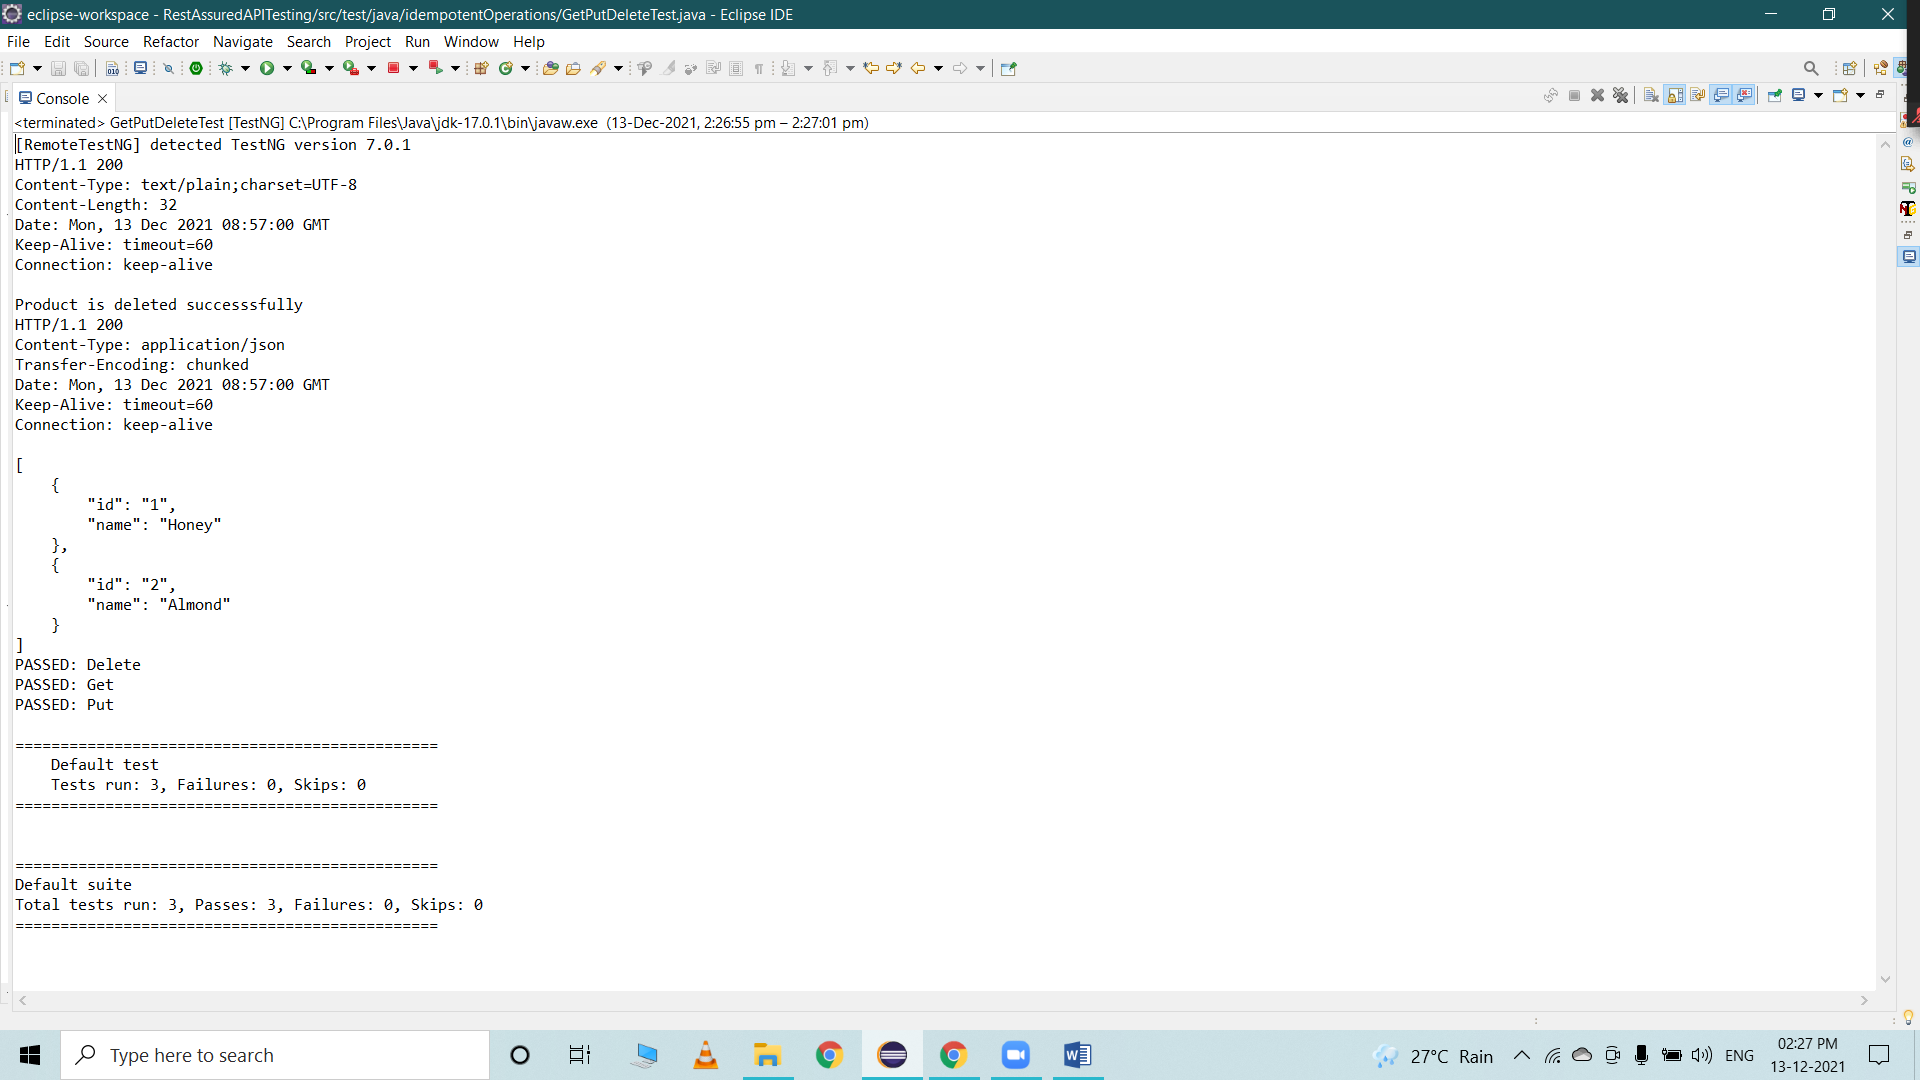 eclipse-workspace - RestAssuredAPITesting/src/test/java/idempotentOperations/GetPutDeleteTest.java - Eclipse IDE
File Edit Source Refactor Navigate Search Project Run Window Help
Console
<terminated> GetPutDeleteTest [TestNG] C:\Program Files\Java\jdk-17.0.1\bin\javaw.exe (13-Dec-2021, 2:26:55 pm – 2:27:01 pm)
[RemoteTestNG] detected TestNG version 7.0.1
HTTP/1.1 200
Content-Type: text/plain;charset=UTF-8
Content-Length: 32
Date: Mon, 13 Dec 2021 08:57:00 GMT
Keep-Alive: timeout=60
Connection: keep-alive
Product is deleted successsfully
HTTP/1.1 200
Content-Type: application/json
Transfer-Encoding: chunked
Date: Mon, 13 Dec 2021 08:57:00 GMT
Keep-Alive: timeout=60
Connection: keep-alive
[
    {
        "id": "1",
        "name": "Honey"
    },
    {
        "id": "2",
        "name": "Almond"
    }
]
PASSED: Delete
PASSED: Get
PASSED: Put
===============================================
    Default test
    Tests run: 3, Failures: 0, Skips: 0
===============================================
===============================================
Default suite
Total tests run: 3, Passes: 3, Failures: 0, Skips: 0
===============================================
Type here to search
27°C Rain
ENG
02:27 PM
13-12-2021